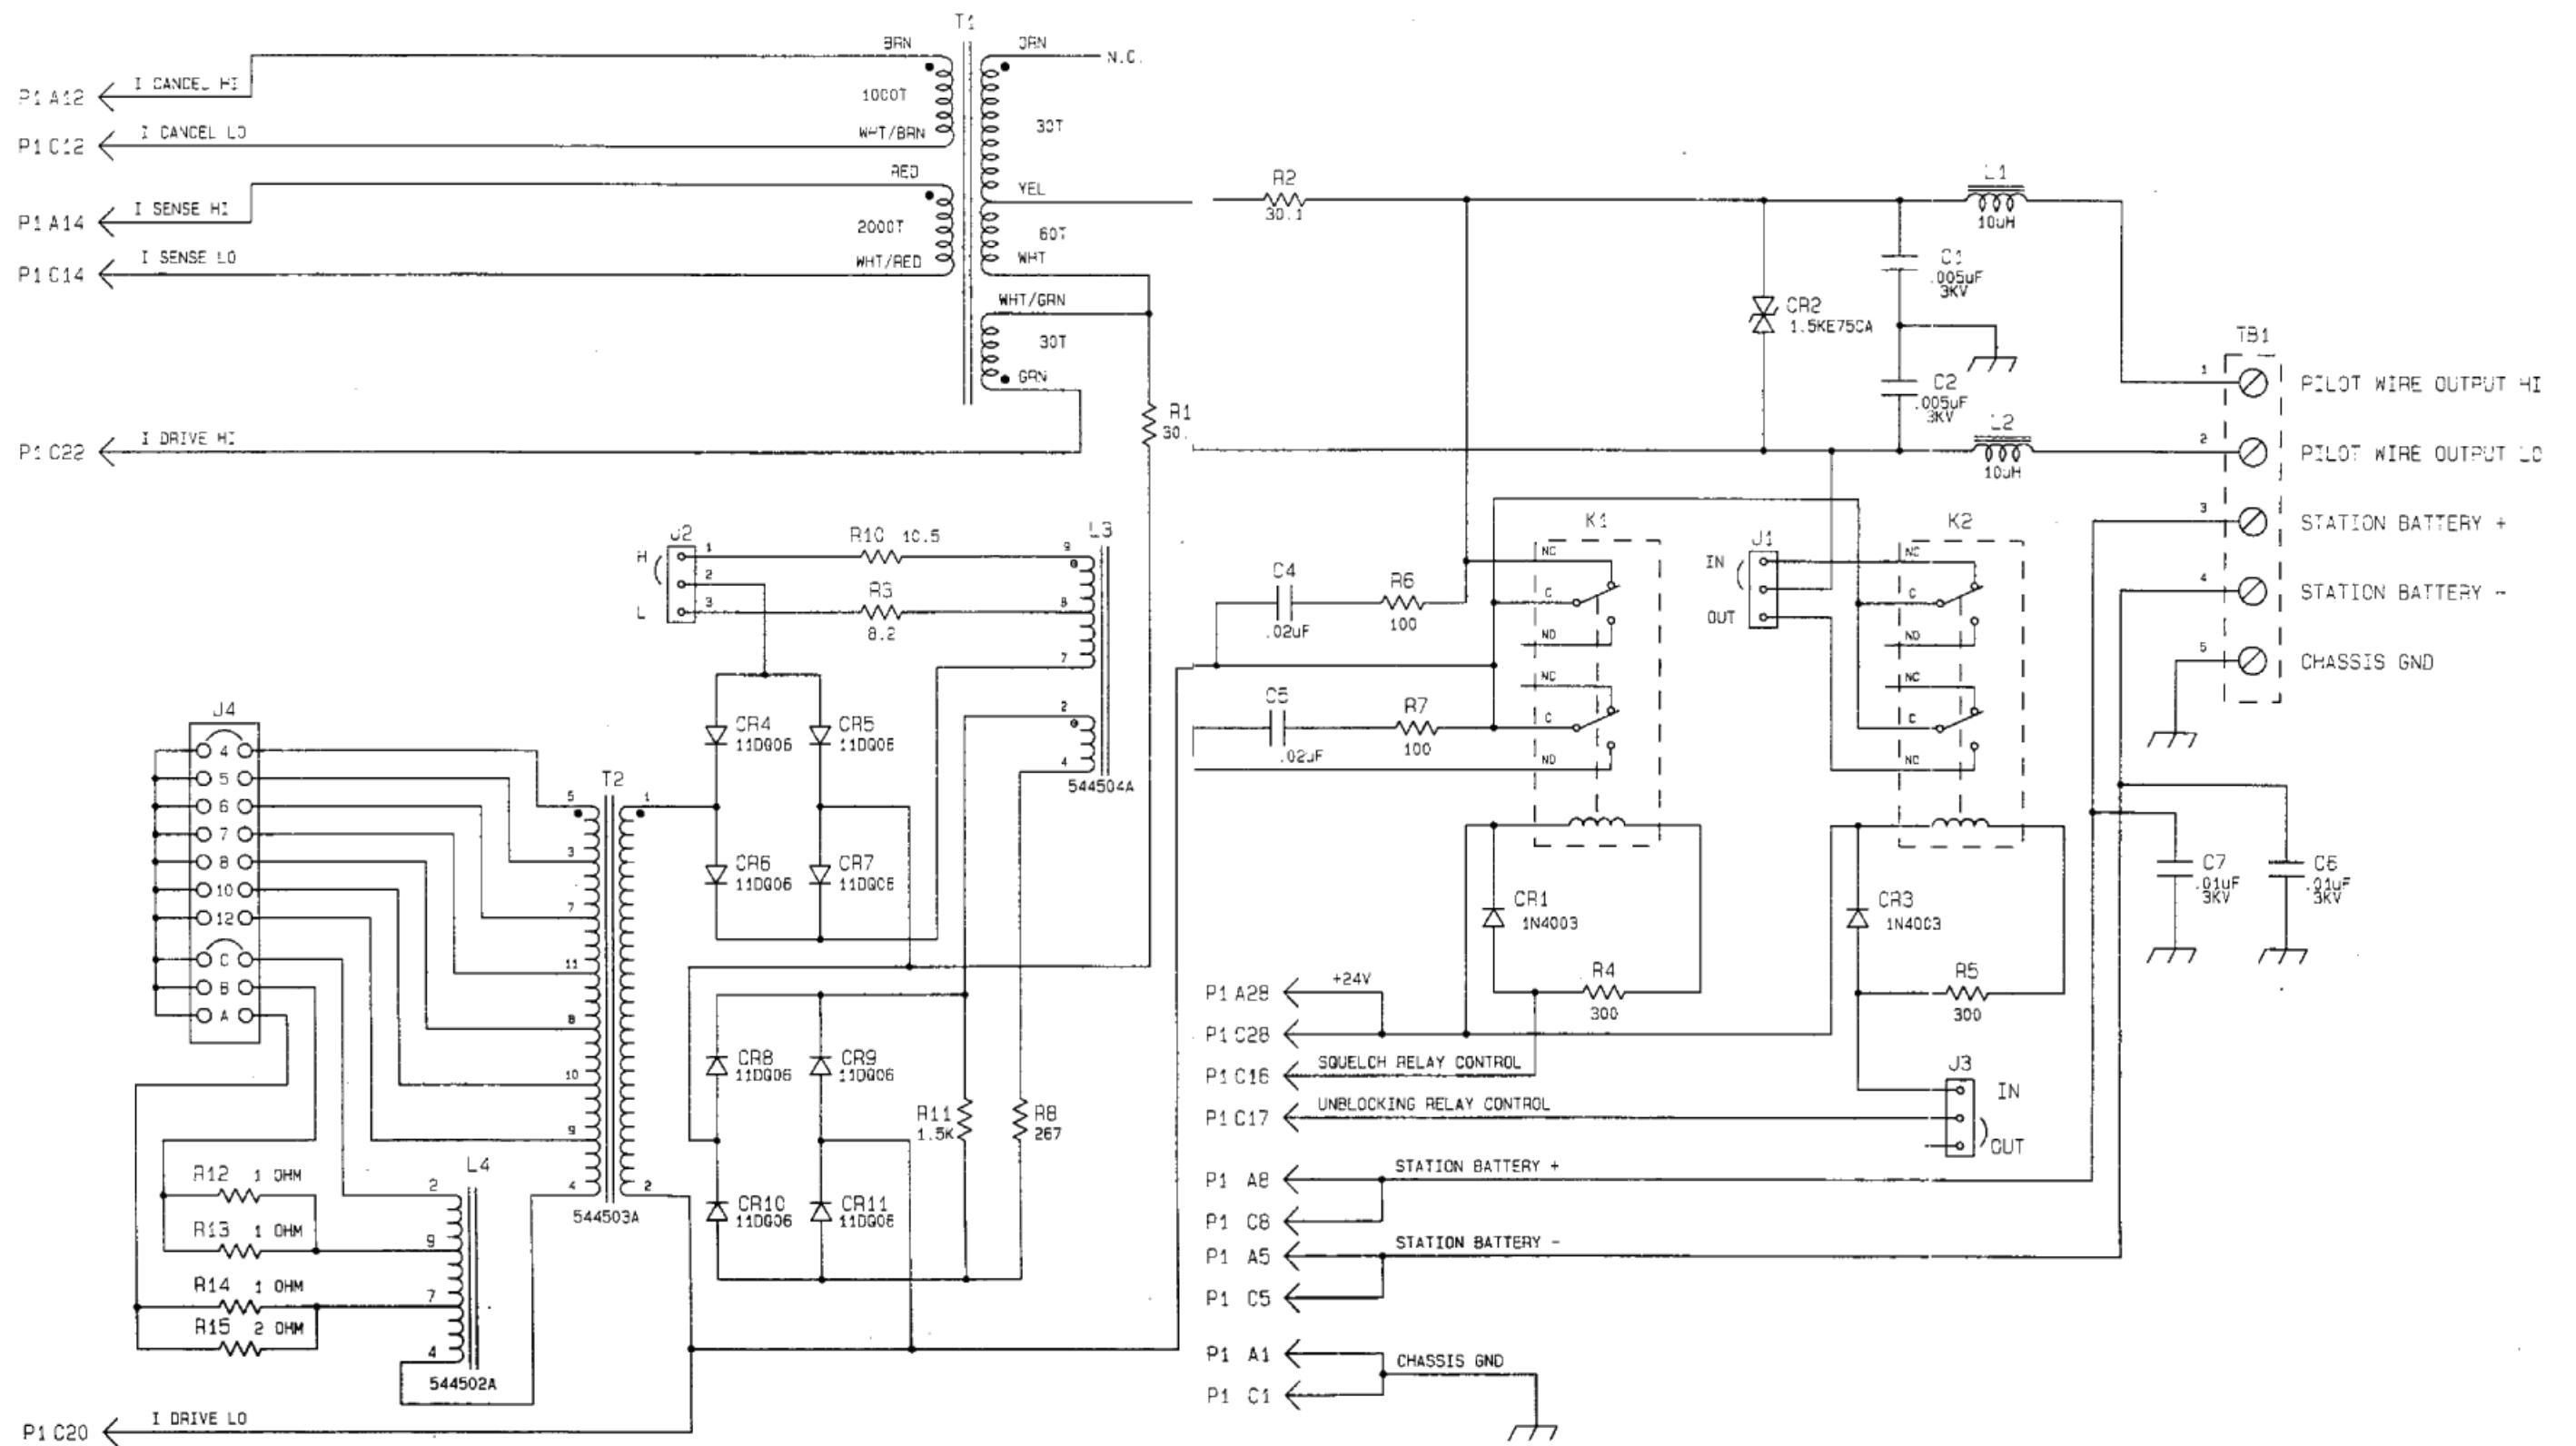 T1
BRN
ORN
N.C.
P1 A12
I CANCEL HI
1000T
30T
P1 C12
I CANCEL LO
WHT/BRN
RED
YEL
P1 A14
I SENSE HI
2000T
60T
P1 C14
I SENSE LO
WHT/RED
WHT
WHT/GRN
30T
GRN
P1 C22
I DRIVE HI
R1
30.
R2
30.1
L1
10uH
C1
.005uF
3KV
CR2
1.5KE75CA
C2
.005uF
3KV
L2
10uH
TB1
1
PILOT WIRE OUTPUT HI
2
PILOT WIRE OUTPUT LO
3
STATION BATTERY +
4
STATION BATTERY -
5
CHASSIS GND
J2
H
1
2
3
L
R10 10.5
R3
8.2
L3
9
8
7
2
4
544504A
C4
.02uF
R6
100
C5
.02uF
R7
100
K1
NC
C
NO
NC
C
NO
J1
IN
OUT
K2
NC
C
NO
NC
C
NO
J4
4
5
6
7
8
10
12
C
B
A
T2
5
3
7
11
8
10
9
4
1
2
544503A
CR4
11DQ06
CR5
11DQ06
CR6
11DQ06
CR7
11DQ06
CR8
11DQ06
CR9
11DQ06
CR10
11DQ06
CR11
11DQ06
R11
1.5K
R8
267
R12 1 OHM
R13 1 OHM
R14 1 OHM
R15 2 OHM
L4
2
9
7
4
544502A
P1 C20
I DRIVE LO
CR1
1N4003
R4
300
CR3
1N4003
R5
300
C7
.01uF
3KV
C6
.01uF
3KV
P1 A28
+24V
P1 C28
P1 C16
SQUELCH RELAY CONTROL
P1 C17
UNBLOCKING RELAY CONTROL
J3
IN
OUT
P1 A8
STATION BATTERY +
P1 C8
P1 A5
STATION BATTERY -
P1 C5
P1 A1
CHASSIS GND
P1 C1